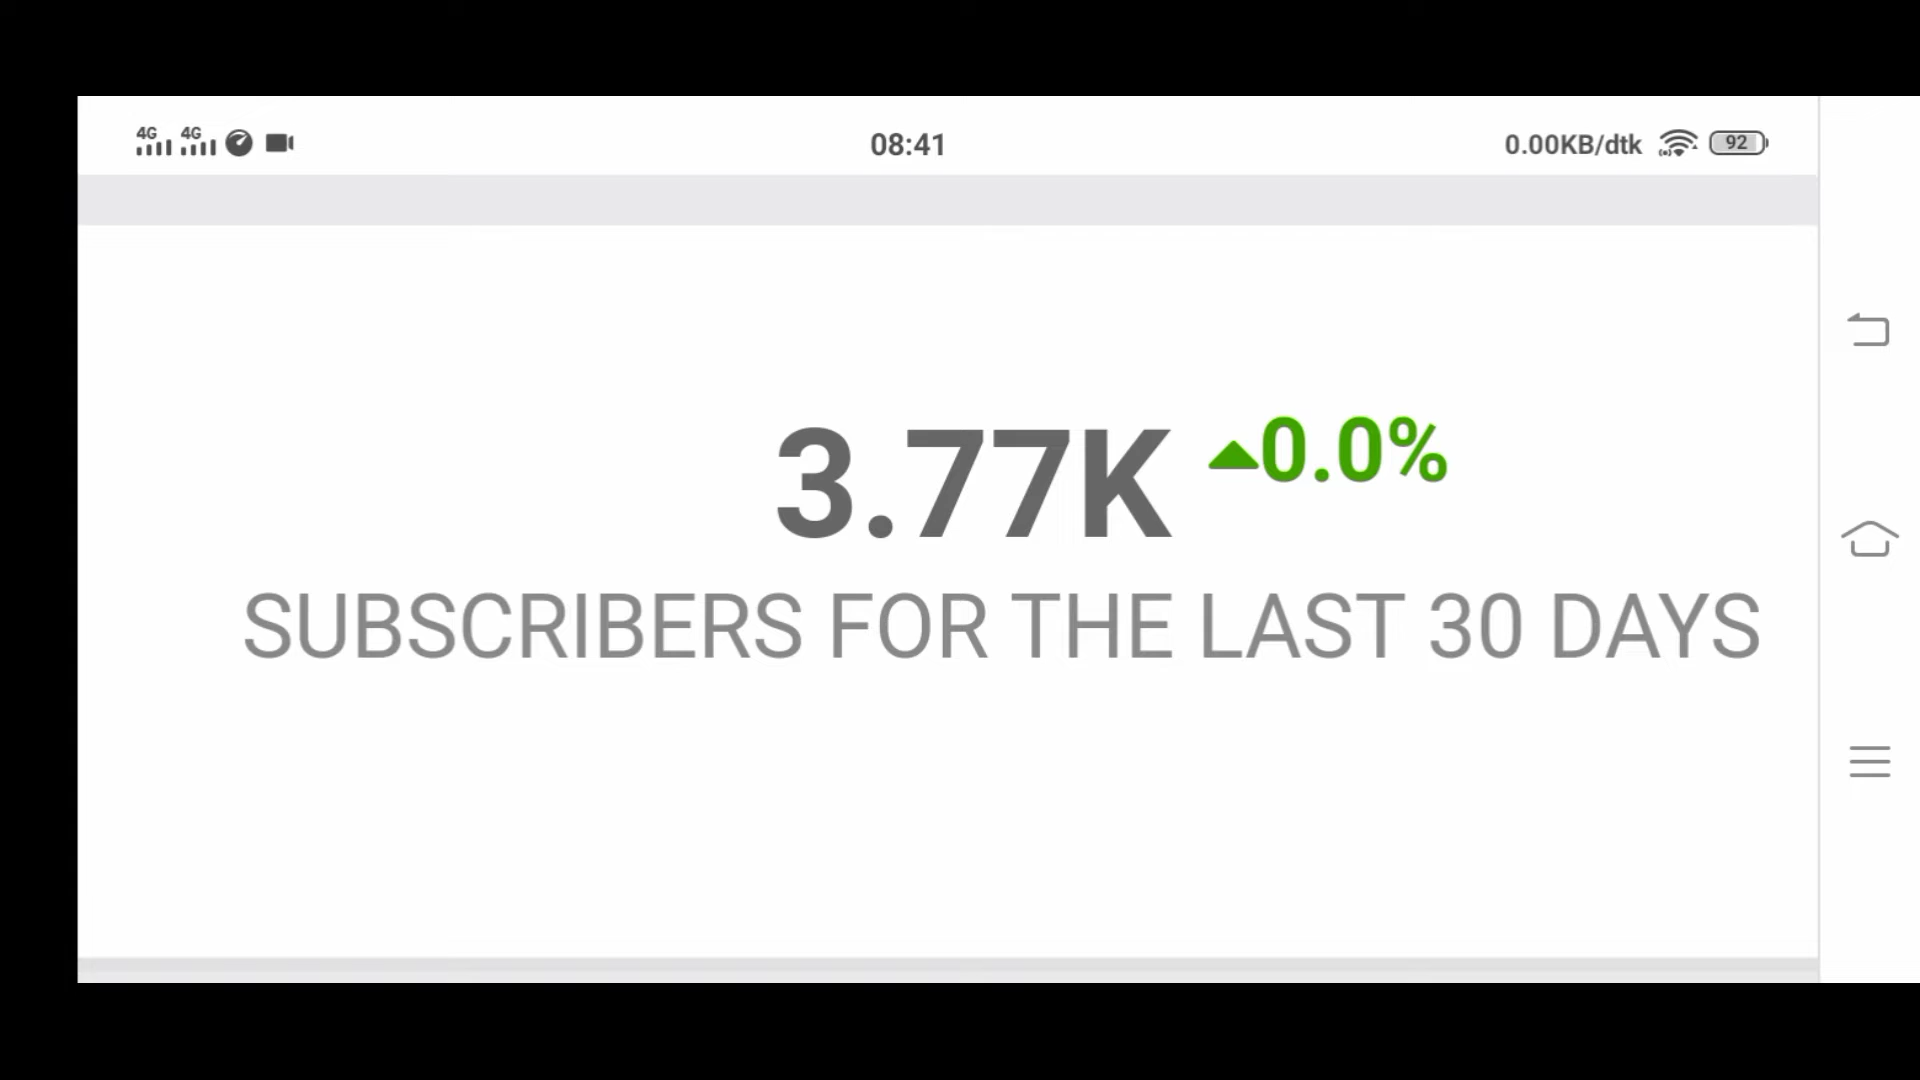 4G 4G 08:41 0.00KB/dtk 92
3.77K ▲0.0%
SUBSCRIBERS FOR THE LAST 30 DAYS